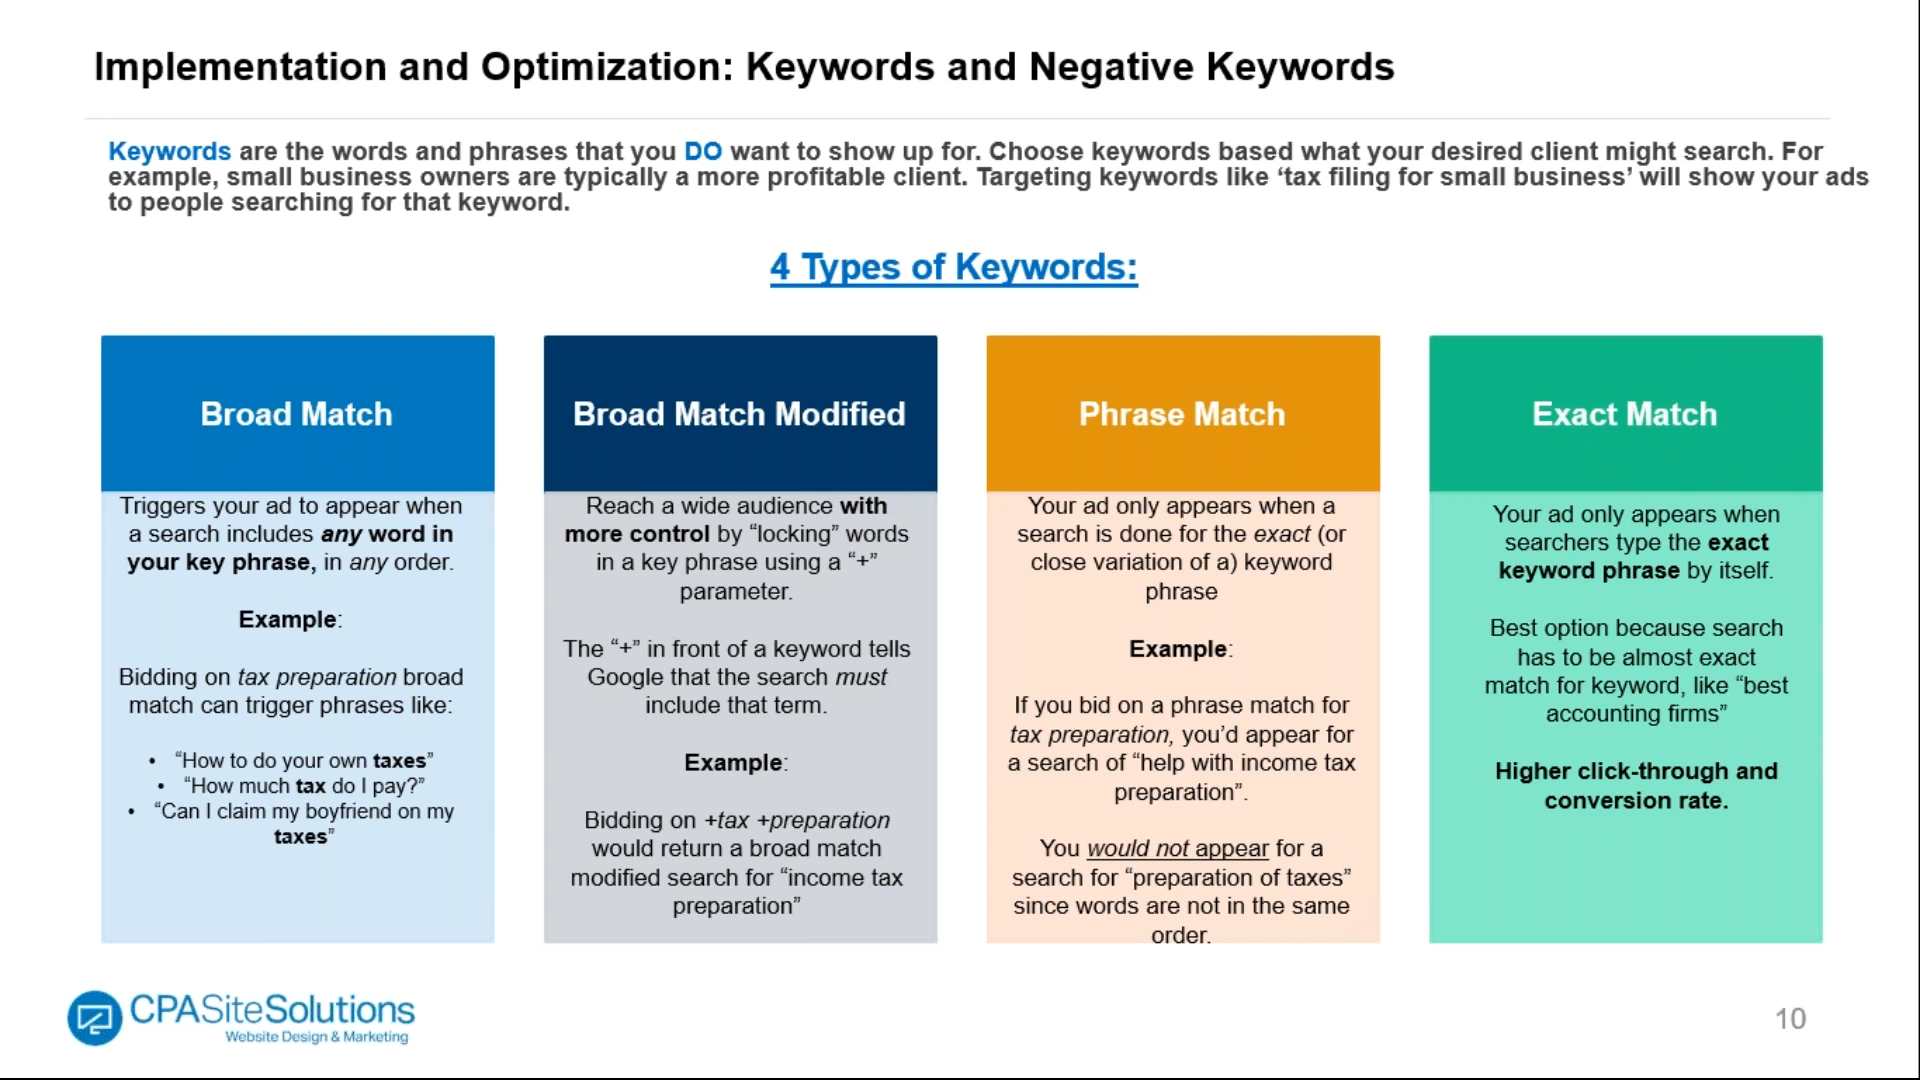 Implementation and Optimization: Keywords and Negative Keywords
Keywords are the words and phrases that you DO want to show up for. Choose keywords based what your desired client might search. For
example, small business owners are typically a more profitable client. Targeting keywords like ‘tax filing for small business’ will show your ads
to people searching for that keyword.
4 Types of Keywords:
Broad Match
Triggers your ad to appear when
a search includes any word in
your key phrase, in any order.
Example:
Bidding on tax preparation broad
match can trigger phrases like:
• “How to do your own taxes”
• “How much tax do I pay?”
• “Can I claim my boyfriend on my
taxes”
Broad Match Modified
Reach a wide audience with
more control by “locking” words
in a key phrase using a “+”
parameter.
The “+” in front of a keyword tells
Google that the search must
include that term.
Example:
Bidding on +tax +preparation
would return a broad match
modified search for “income tax
preparation”
Phrase Match
Your ad only appears when a
search is done for the exact (or
close variation of a) keyword
phrase
Example:
If you bid on a phrase match for
tax preparation, you’d appear for
a search of “help with income tax
preparation”.
You would not appear for a
search for “preparation of taxes”
since words are not in the same
order.
Exact Match
Your ad only appears when
searchers type the exact
keyword phrase by itself.
Best option because search
has to be almost exact
match for keyword, like “best
accounting firms”
Higher click-through and
conversion rate.
CPASiteSolutions
Website Design & Marketing
10